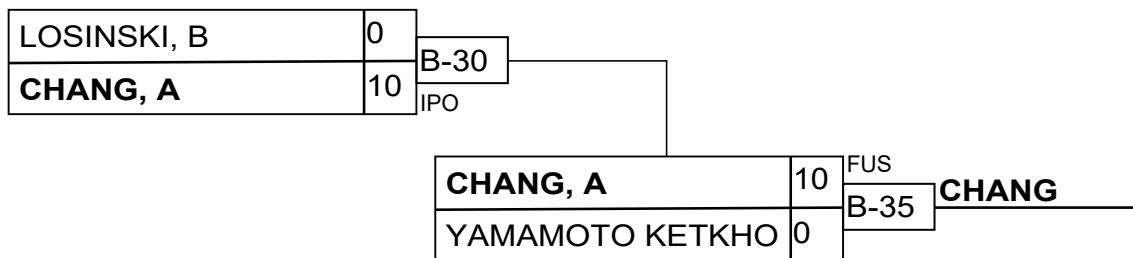 LOSINSKI, B 0
B-30
CHANG, A 10
IPO
CHANG, A 10
FUS
B-35
CHANG
YAMAMOTO KETKHO 0